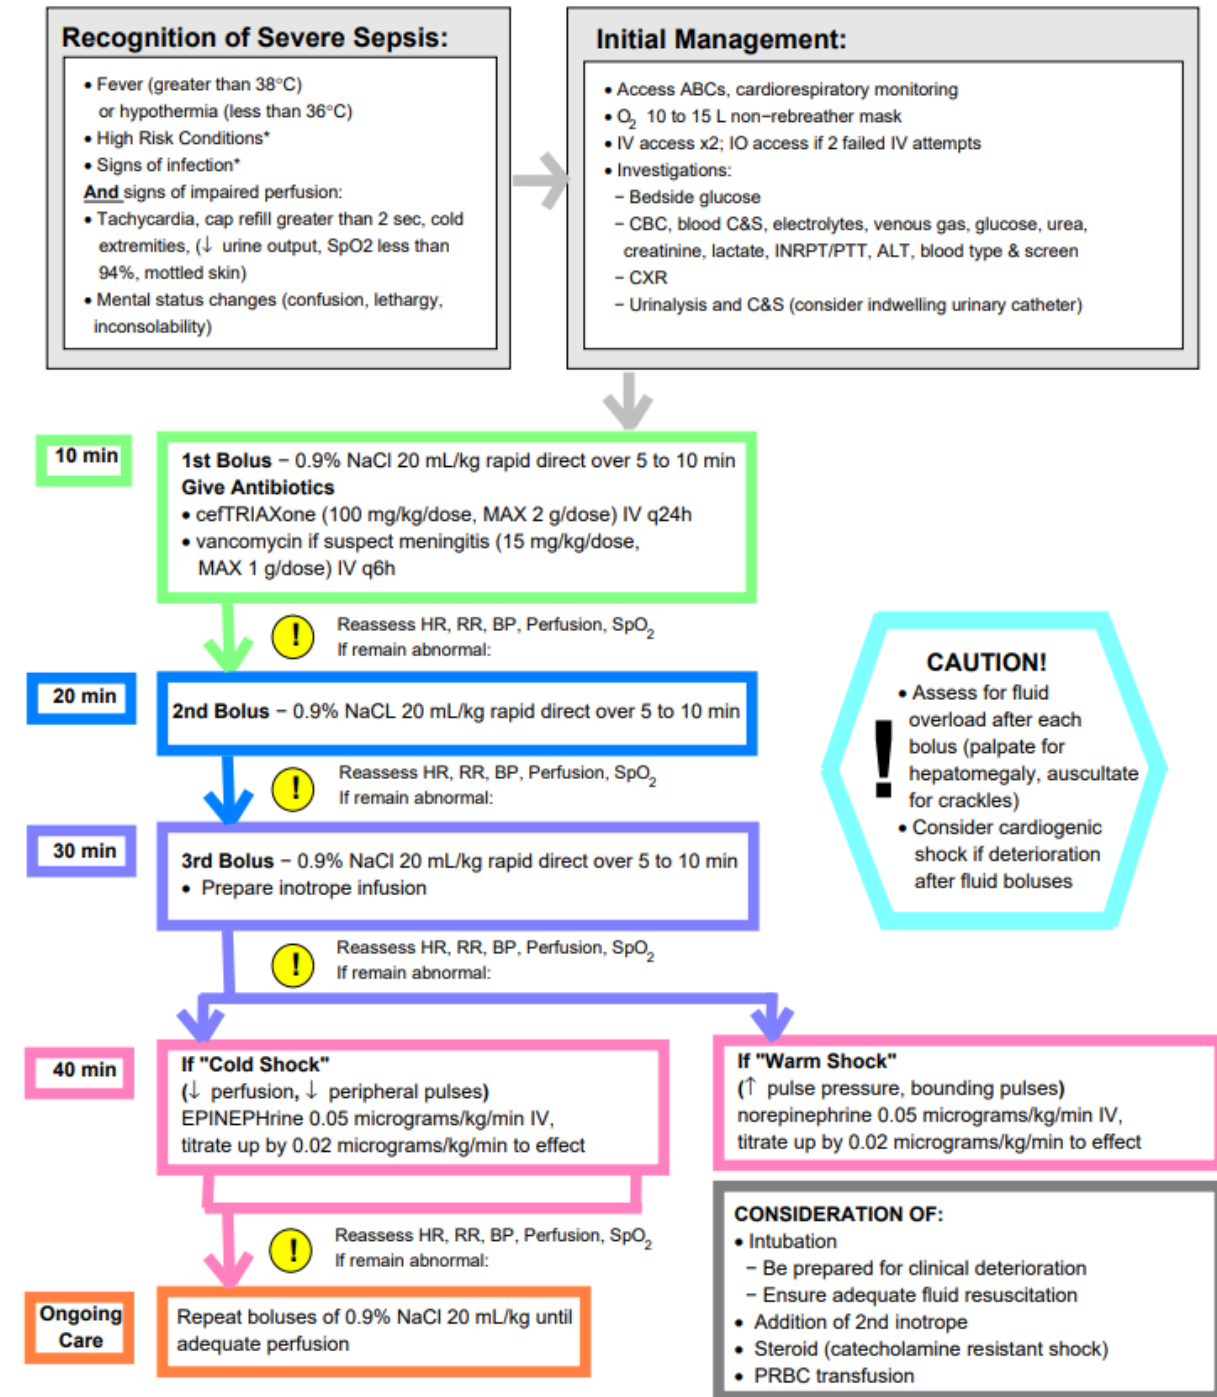 Recognition of Severe Sepsis:
• Fever (greater than 38°C)
or hypothermia (less than 36°C)
• High Risk Conditions*
• Signs of infection*
And signs of impaired perfusion:
• Tachycardia, cap refill greater than 2 sec, cold
extremities, (↓ urine output, SpO2 less than
94%, mottled skin)
• Mental status changes (confusion, lethargy,
inconsolability)
Initial Management:
• Access ABCs, cardiorespiratory monitoring
• O₂ 10 to 15 L non−rebreather mask
• IV access x2; IO access if 2 failed IV attempts
• Investigations:
− Bedside glucose
− CBC, blood C&S, electrolytes, venous gas, glucose, urea,
creatinine, lactate, INRPT/PTT, ALT, blood type & screen
− CXR
− Urinalysis and C&S (consider indwelling urinary catheter)
10 min
1st Bolus − 0.9% NaCl 20 mL/kg rapid direct over 5 to 10 min
Give Antibiotics
• cefTRIAXone (100 mg/kg/dose, MAX 2 g/dose) IV q24h
• vancomycin if suspect meningitis (15 mg/kg/dose,
MAX 1 g/dose) IV q6h
! Reassess HR, RR, BP, Perfusion, SpO₂
If remain abnormal:
20 min
2nd Bolus − 0.9% NaCL 20 mL/kg rapid direct over 5 to 10 min
! Reassess HR, RR, BP, Perfusion, SpO₂
If remain abnormal:
30 min
3rd Bolus − 0.9% NaCl 20 mL/kg rapid direct over 5 to 10 min
• Prepare inotrope infusion
! Reassess HR, RR, BP, Perfusion, SpO₂
If remain abnormal:
CAUTION!
• Assess for fluid
overload after each
bolus (palpate for
! hepatomegaly, auscultate
for crackles)
• Consider cardiogenic
shock if deterioration
after fluid boluses
40 min
If "Cold Shock"
(↓ perfusion, ↓ peripheral pulses)
EPINEPHrine 0.05 micrograms/kg/min IV,
titrate up by 0.02 micrograms/kg/min to effect
If "Warm Shock"
(↑ pulse pressure, bounding pulses)
norepinephrine 0.05 micrograms/kg/min IV,
titrate up by 0.02 micrograms/kg/min to effect
! Reassess HR, RR, BP, Perfusion, SpO₂
If remain abnormal:
Ongoing
Care
Repeat boluses of 0.9% NaCl 20 mL/kg until
adequate perfusion
CONSIDERATION OF:
• Intubation
− Be prepared for clinical deterioration
− Ensure adequate fluid resuscitation
• Addition of 2nd inotrope
• Steroid (catecholamine resistant shock)
• PRBC transfusion